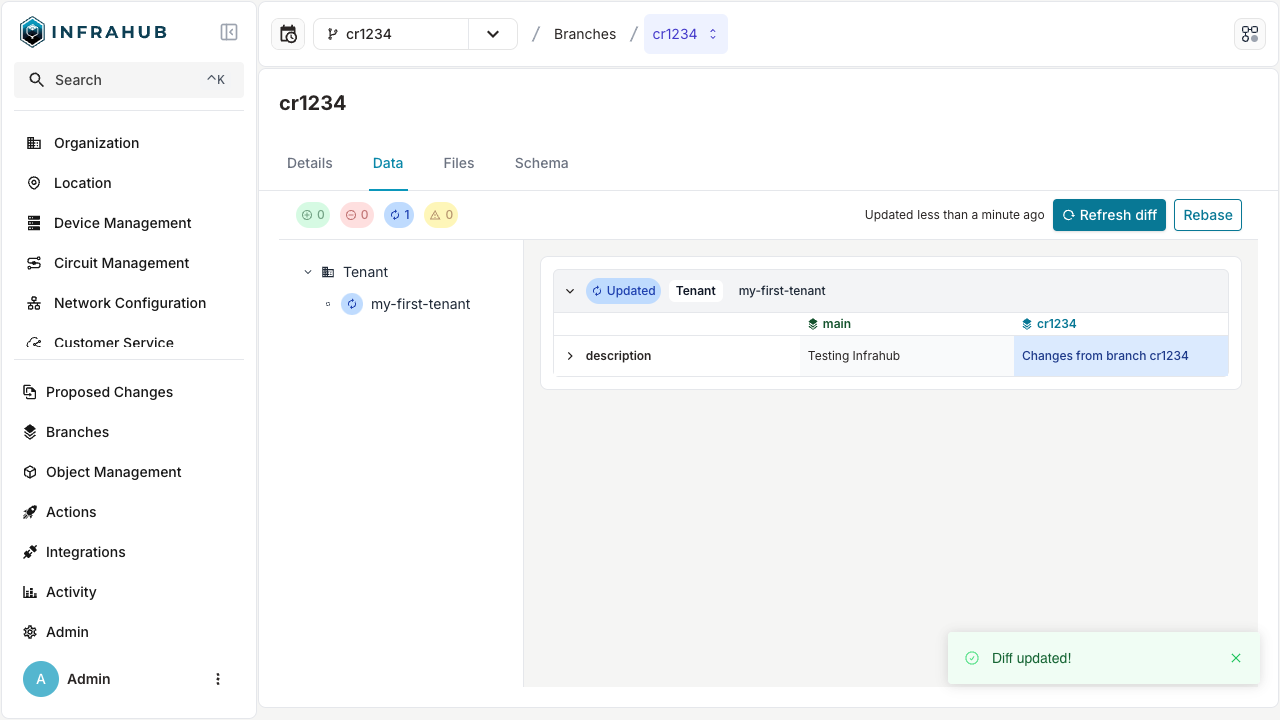 INFRAHUB
Search ^K
Organization
Location
Device Management
Circuit Management
Network Configuration
Customer Service
Proposed Changes
Branches
Object Management
Actions
Integrations
Activity
Admin
A Admin
cr1234 / Branches / cr1234
cr1234
Details Data Files Schema
0 0 1 0 Updated less than a minute ago Refresh diff Rebase
Tenant
my-first-tenant
Updated Tenant my-first-tenant
main cr1234
description Testing Infrahub Changes from branch cr1234
Diff updated!